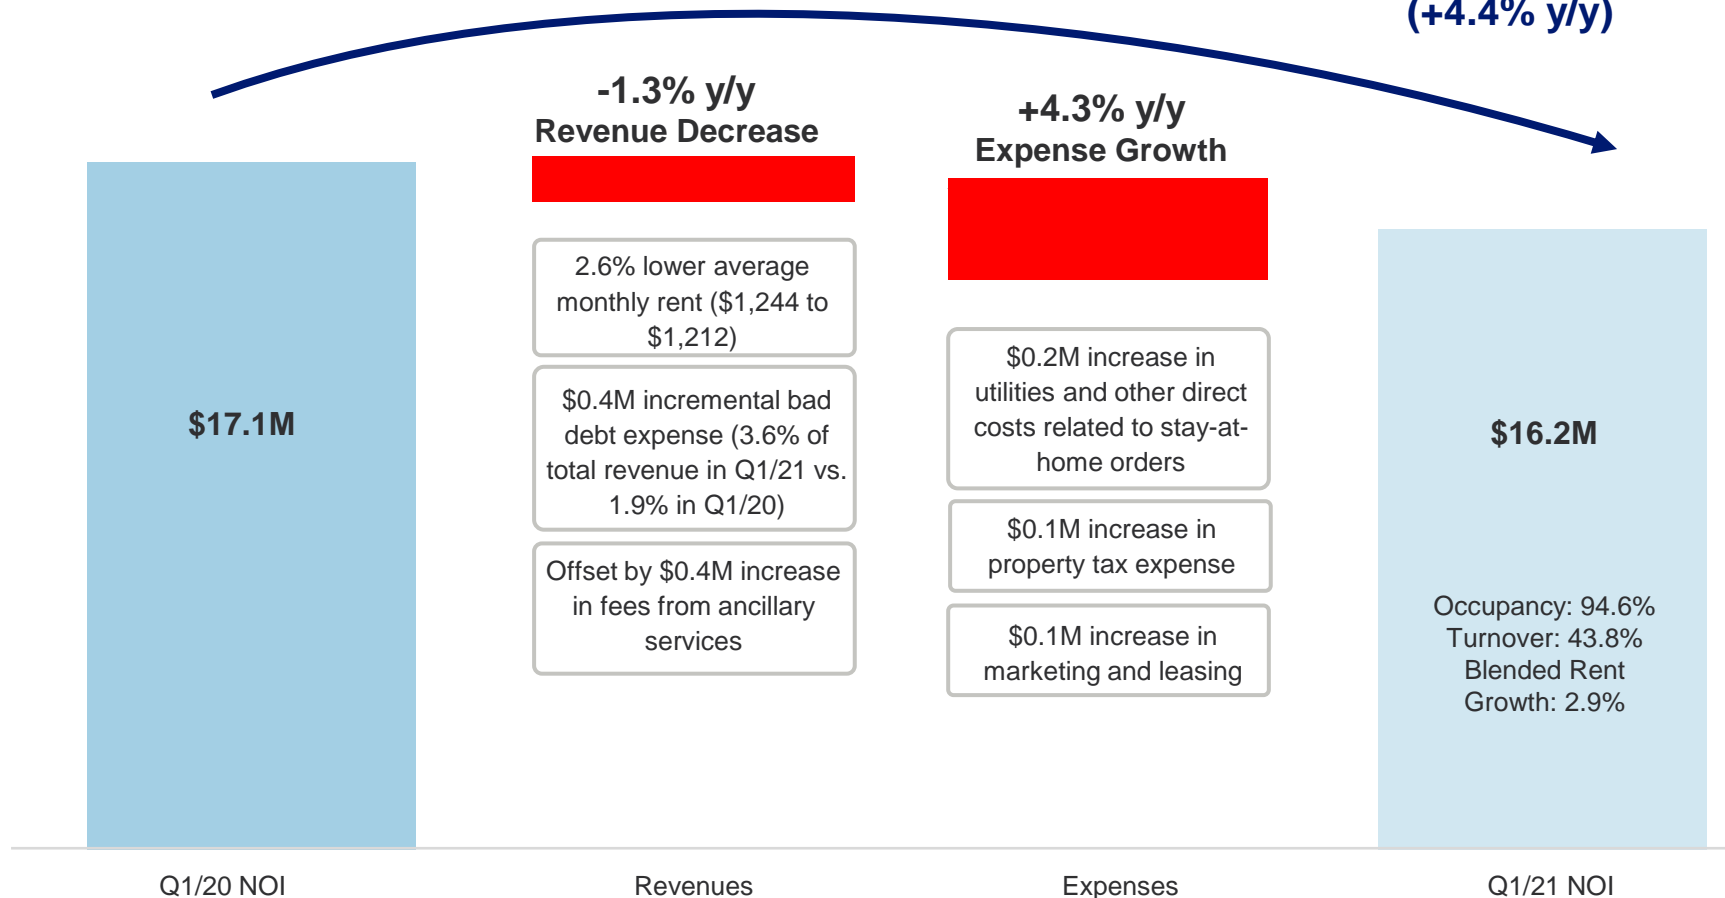 (+4.4% y/y)
-1.3% y/y
Revenue Decrease
+4.3% y/y
Expense Growth
2.6% lower average
monthly rent ($1,244 to
$1,212)
$0.4M incremental bad
debt expense (3.6% of
total revenue in Q1/21 vs.
1.9% in Q1/20)
Offset by $0.4M increase
in fees from ancillary
services
$0.2M increase in
utilities and other direct
costs related to stay-at-
home orders
$0.1M increase in
property tax expense
$0.1M increase in
marketing and leasing
$17.1M
$16.2M
Occupancy: 94.6%
Turnover: 43.8%
Blended Rent
Growth: 2.9%
Q1/20 NOI
Revenues
Expenses
Q1/21 NOI